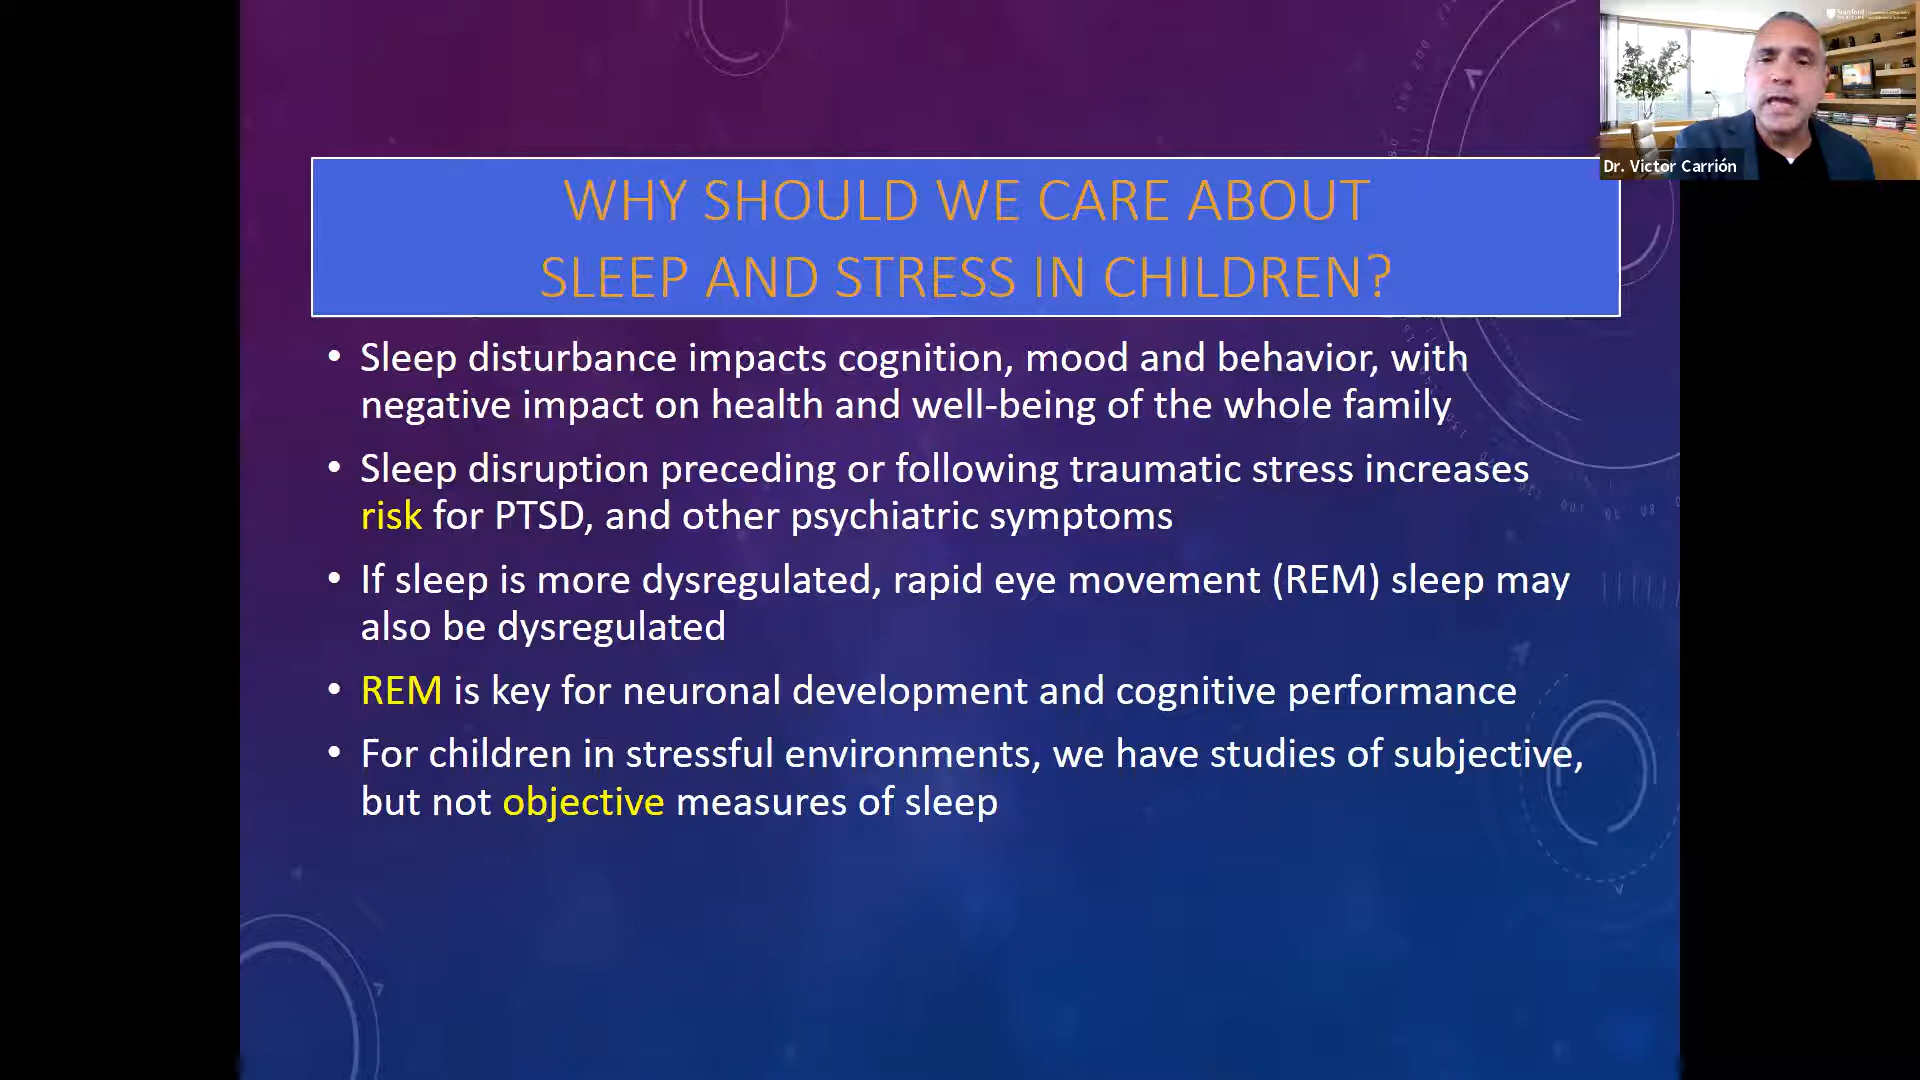 WHY SHOULD WE CARE ABOUT
SLEEP AND STRESS IN CHILDREN?
• Sleep disturbance impacts cognition, mood and behavior, with
negative impact on health and well-being of the whole family
• Sleep disruption preceding or following traumatic stress increases
risk for PTSD, and other psychiatric symptoms
• If sleep is more dysregulated, rapid eye movement (REM) sleep may
also be dysregulated
• REM is key for neuronal development and cognitive performance
• For children in stressful environments, we have studies of subjective,
but not objective measures of sleep
Stanford
MEDICINE
Dr. Victor Carrión